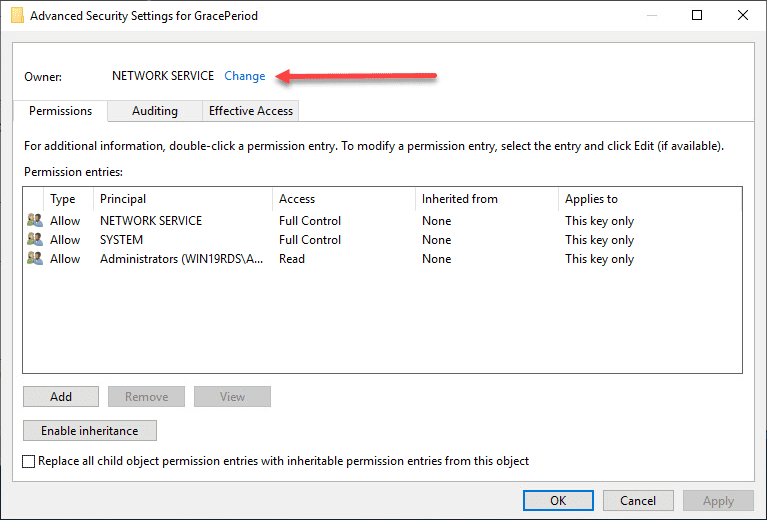 Advanced Security Settings for GracePeriod
Owner: NETWORK SERVICE Change
Permissions Auditing Effective Access
For additional information, double-click a permission entry. To modify a permission entry, select the entry and click Edit (if available).
Permission entries:
Type Principal Access Inherited from Applies to
Allow NETWORK SERVICE Full Control None This key only
Allow SYSTEM Full Control None This key only
Allow Administrators (WIN19RDS\A... Read None This key only
Add Remove View
Enable inheritance
Replace all child object permission entries with inheritable permission entries from this object
OK Cancel Apply